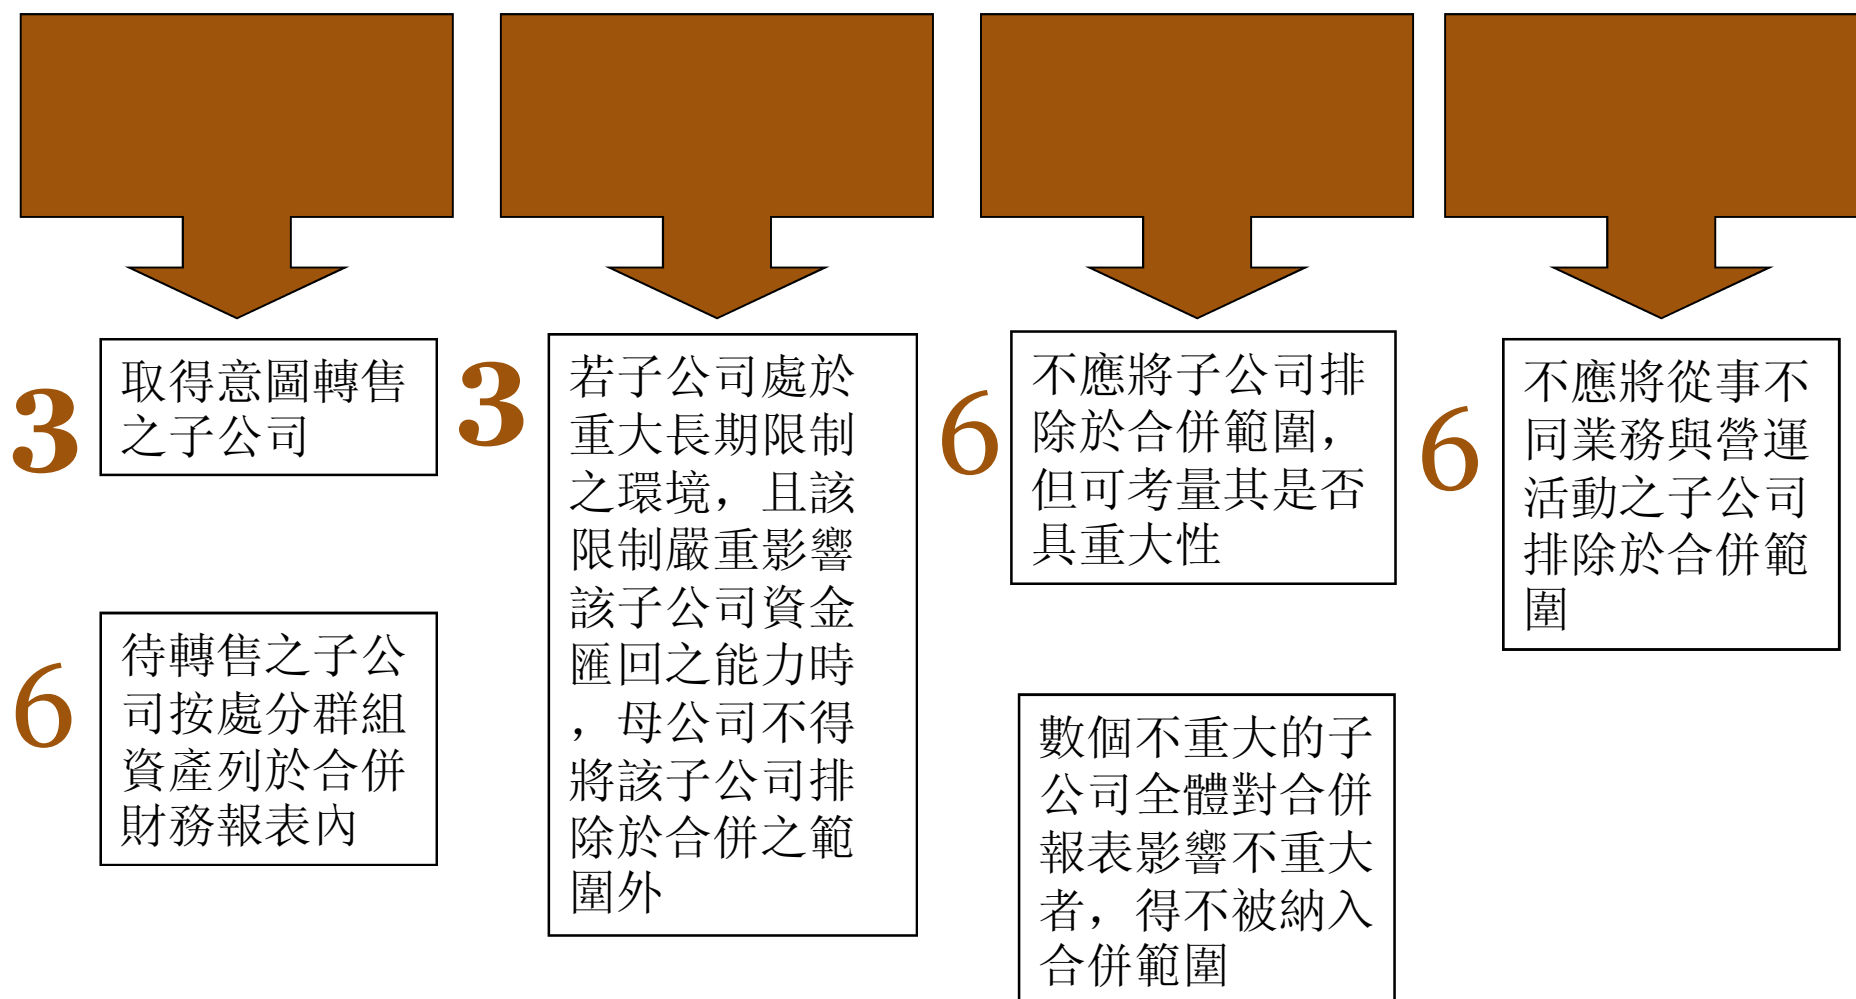 3
取得意圖轉售
之子公司
6
待轉售之子公
司按處分群組
資產列於合併
財務報表內
3
若子公司處於
重大長期限制
之環境，且該
限制嚴重影響
該子公司資金
匯回之能力時
，母公司不得
將該子公司排
除於合併之範
圍外
6
不應將子公司排
除於合併範圍，
但可考量其是否
具重大性
數個不重大的子
公司全體對合併
報表影響不重大
者，得不被納入
合併範圍
6
不應將從事不
同業務與營運
活動之子公司
排除於合併範
圍